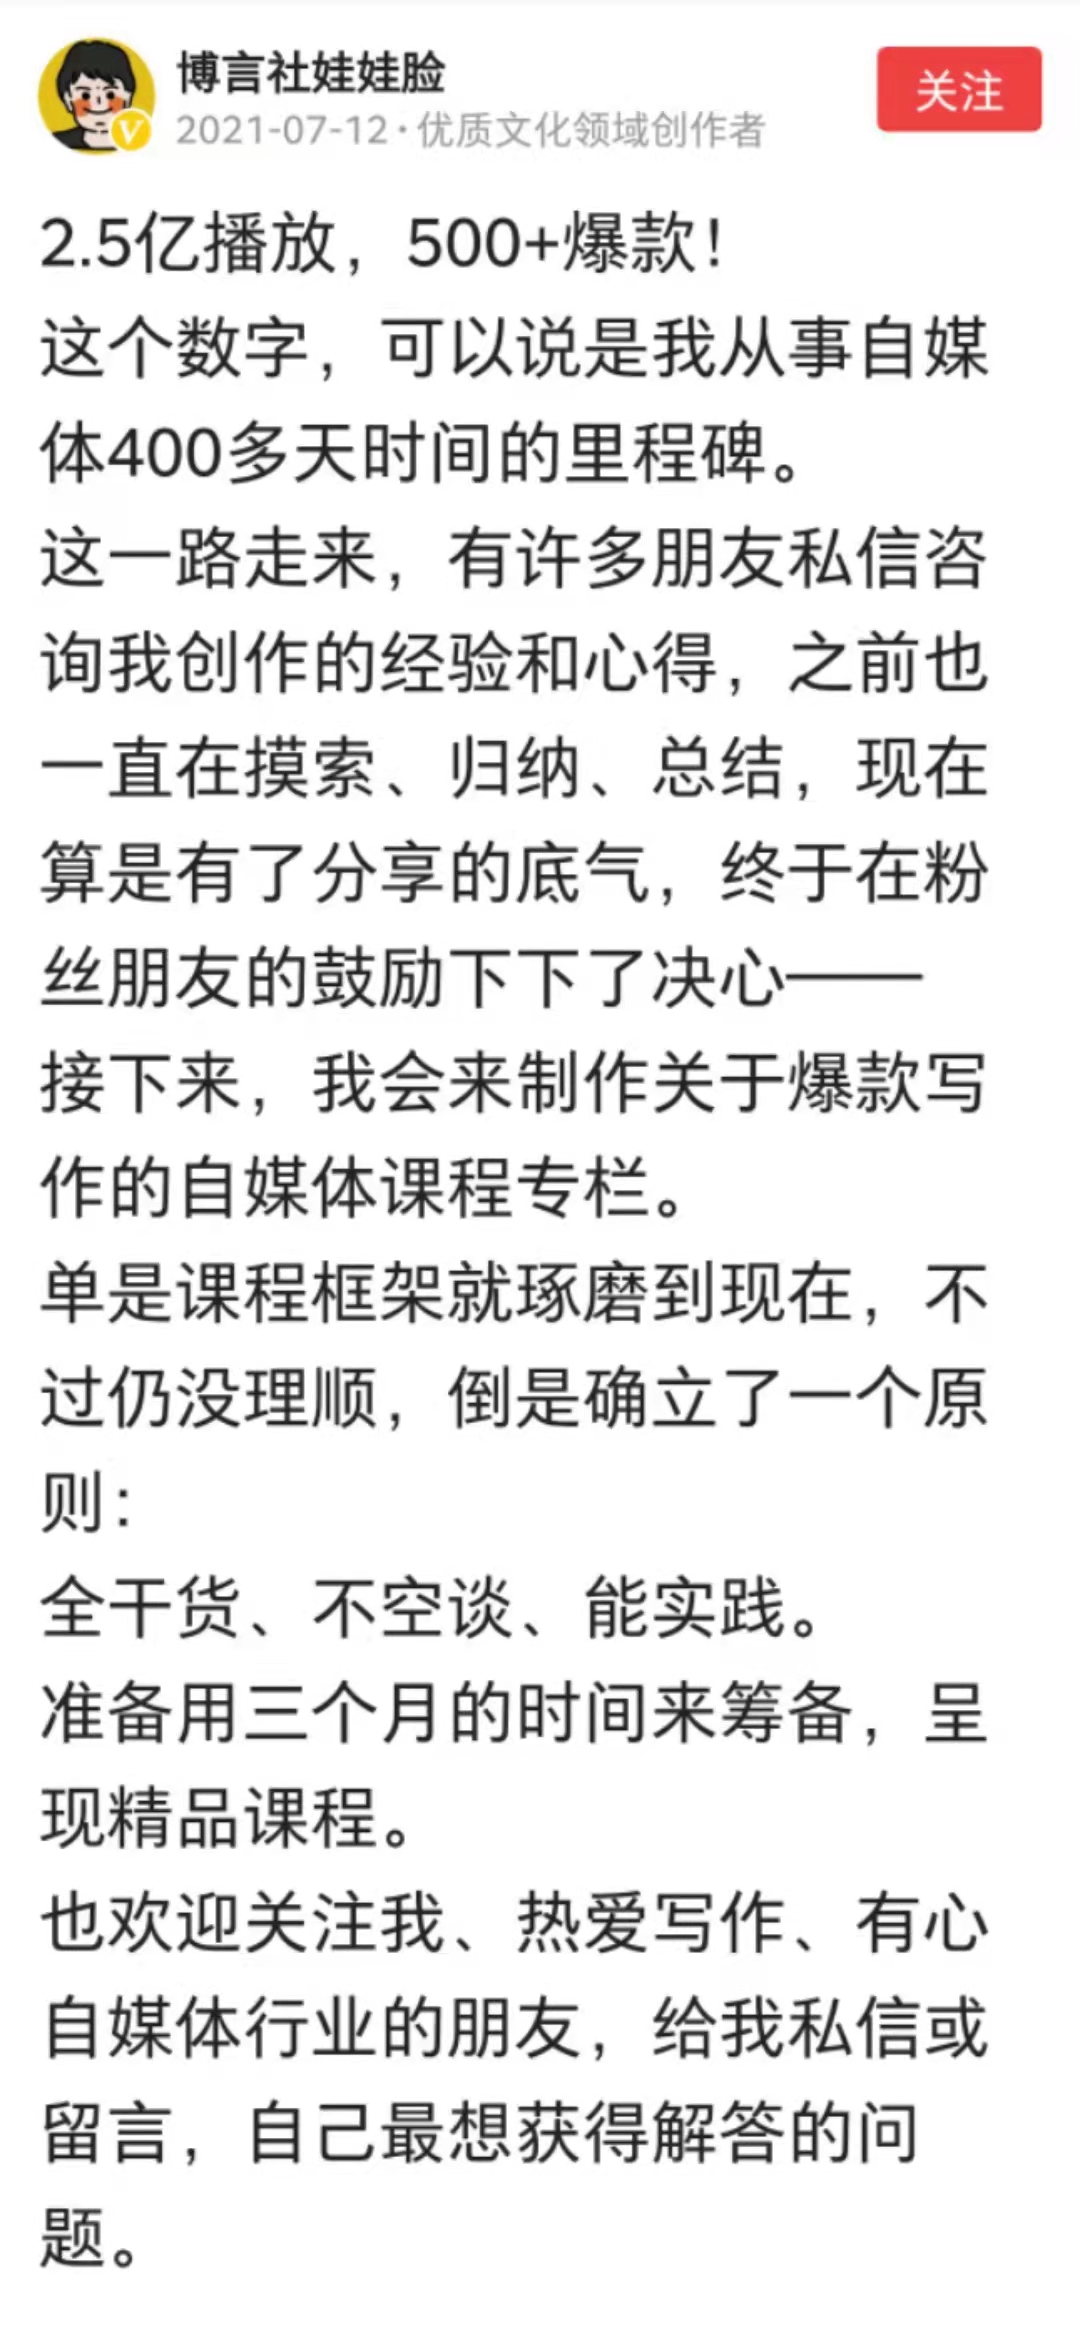 博言社娃娃脸
关注
2021-07-12·优质文化领域创作者
2.5亿播放，500+爆款！
这个数字，可以说是我从事自媒
体400多天时间的里程碑。
这一路走来，有许多朋友私信咨
询我创作的经验和心得，之前也
一直在摸索、归纳、总结，现在
算是有了分享的底气，终于在粉
丝朋友的鼓励下下了决心——
接下来，我会来制作关于爆款写
作的自媒体课程专栏。
单是课程框架就琢磨到现在，不
过仍没理顺，倒是确立了一个原
则：
全干货、不空谈、能实践。
准备用三个月的时间来筹备，呈
现精品课程。
也欢迎关注我、热爱写作、有心
自媒体行业的朋友，给我私信或
留言，自己最想获得解答的问
题。